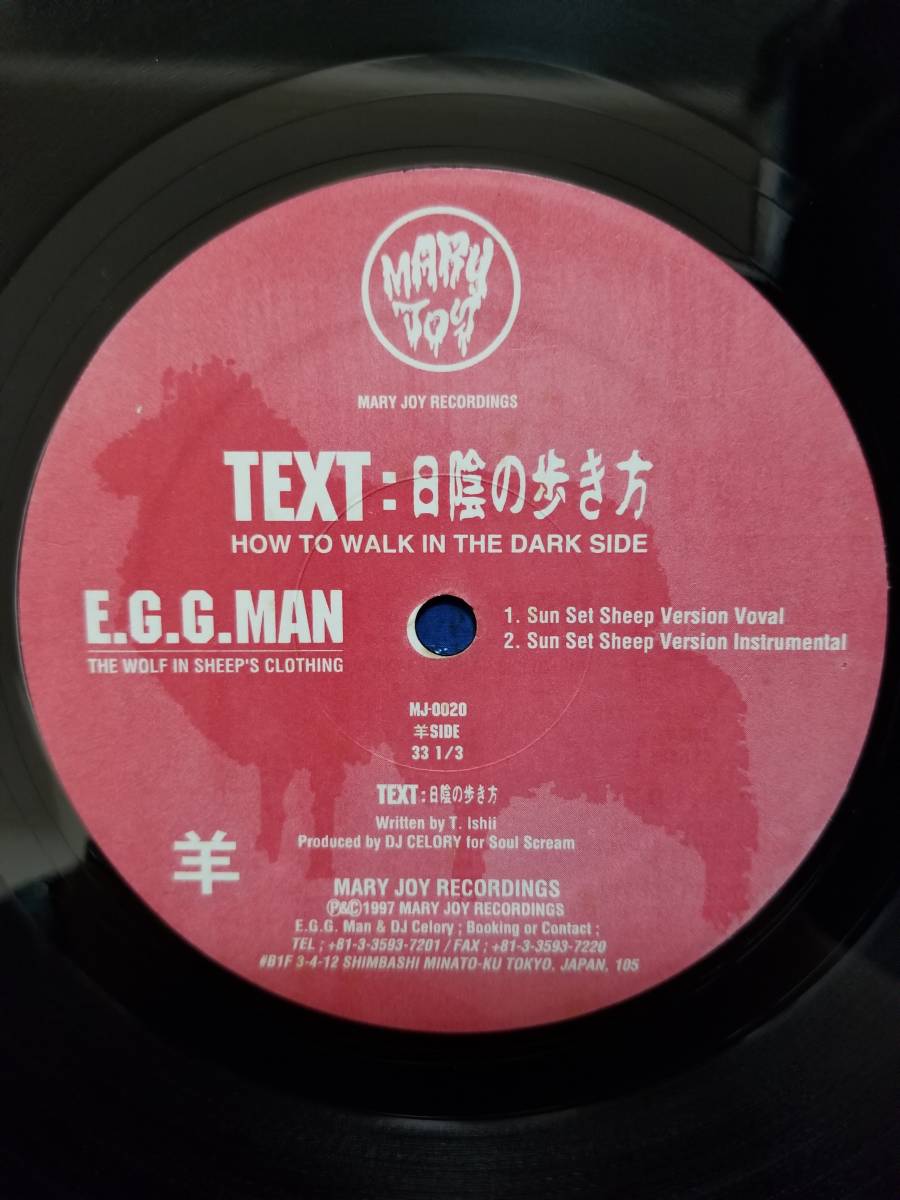 MARY
JOY
MARY JOY RECORDINGS
TEXT:日陰の歩き方
HOW TO WALK IN THE DARK SIDE
E.G.G.MAN
THE WOLF IN SHEEP'S CLOTHING
1. Sun Set Sheep Version Voval
2. Sun Set Sheep Version Instrumental
MJ-0020
羊SIDE
33 1/3
TEXT:日陰の歩き方
Written by T. Ishii
Produced by DJ CELORY for Soul Scream
羊
MARY JOY RECORDINGS
Ⓟ&Ⓒ1997 MARY JOY RECORDINGS
E.G.G. Man & DJ Celory ; Booking or Contact ;
TEL ; +81-3-3593-7201 / FAX ; +81-3-3593-7220
#B1F 3-4-12 SHIMBASHI MINATO-KU TOKYO, JAPAN, 105